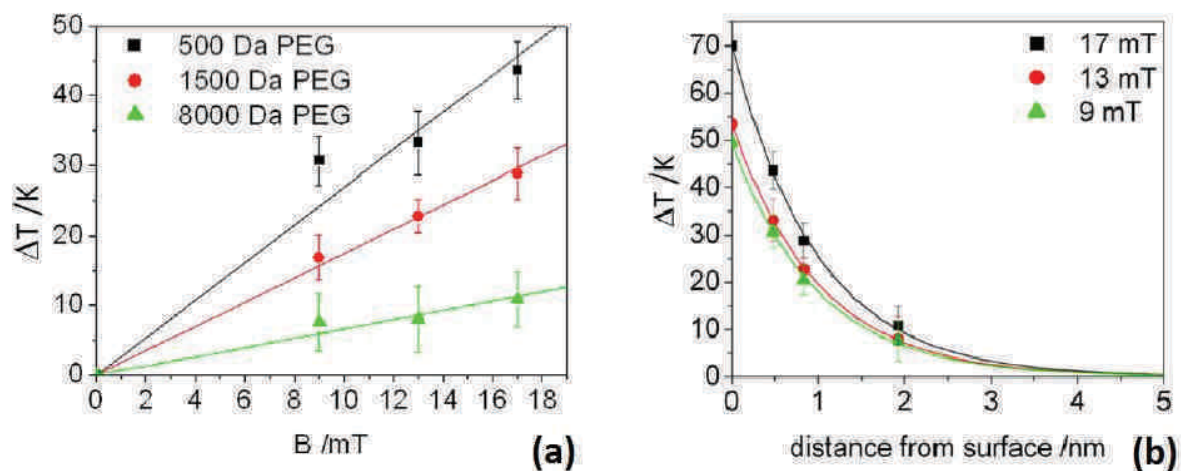 50
40
30
20
10
0
ΔT /K
500 Da PEG
1500 Da PEG
8000 Da PEG
0 2 4 6 8 10 12 14 16 18
B /mT
(a)
70
60
50
40
30
20
10
0
ΔT /K
17 mT
13 mT
9 mT
0 1 2 3 4 5
distance from surface /nm
(b)